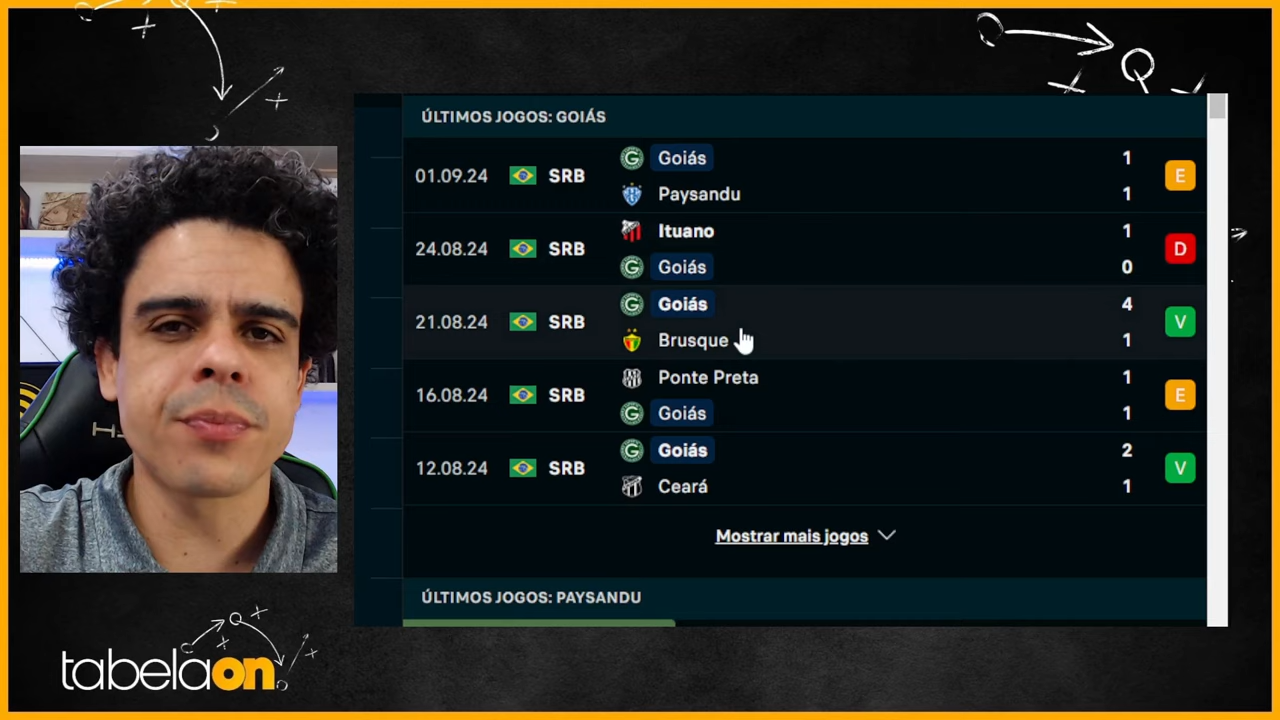 ÚLTIMOS JOGOS: GOIÁS
01.09.24 SRB Goiás 1 E
Paysandu 1
24.08.24 SRB Ituano 1 D
Goiás 0
21.08.24 SRB Goiás 4 V
Brusque 1
16.08.24 SRB Ponte Preta 1 E
Goiás 1
12.08.24 SRB Goiás 2 V
Ceará 1
Mostrar mais jogos
ÚLTIMOS JOGOS: PAYSANDU
tabelaon